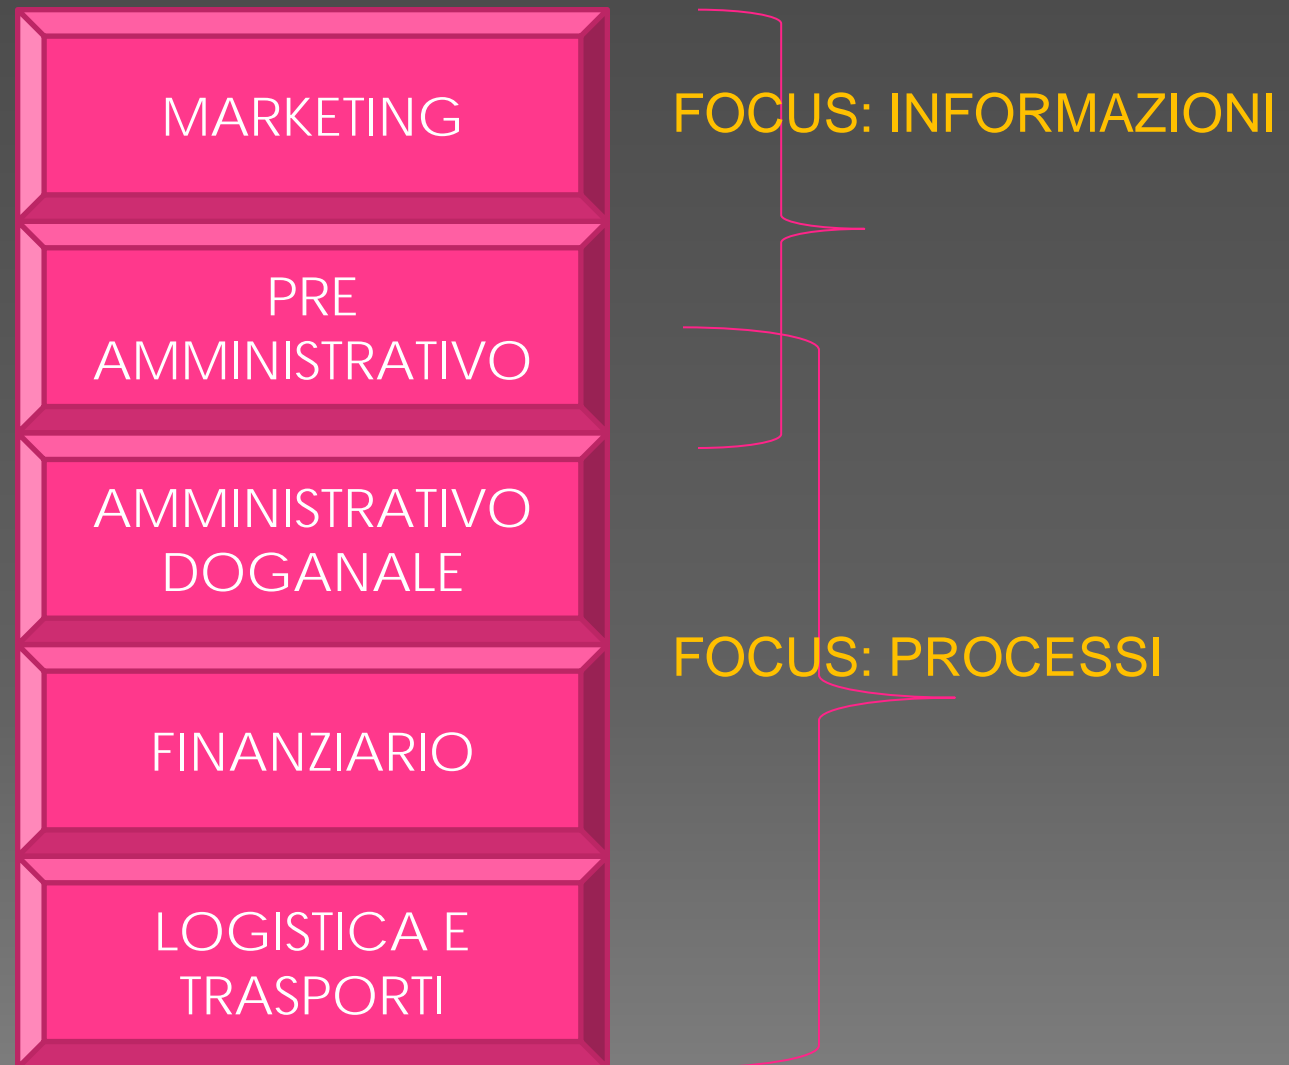 MARKETING
FOCUS: INFORMAZIONI
PRE
AMMINISTRATIVO
AMMINISTRATIVO
DOGANALE
FOCUS: PROCESSI
FINANZIARIO
LOGISTICA E
TRASPORTI